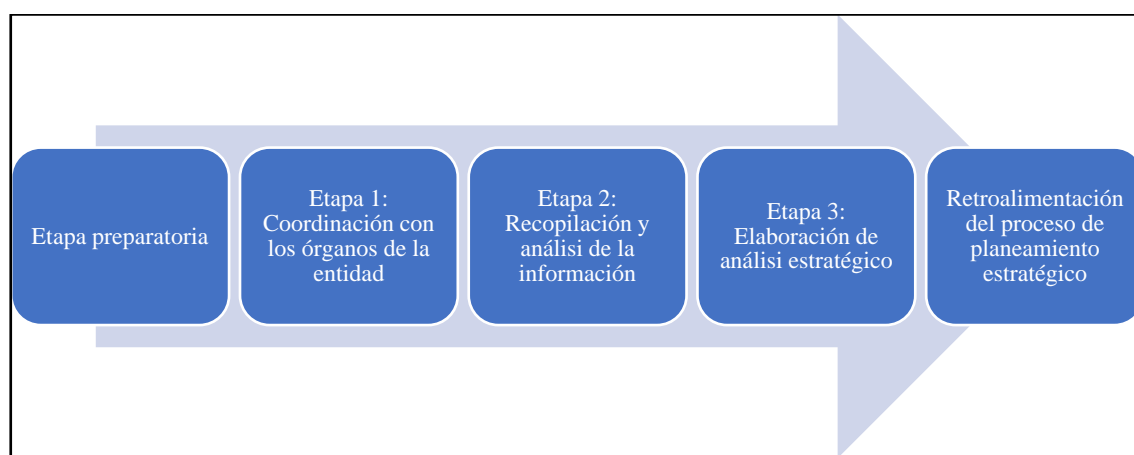 Etapa preparatoria
Etapa 1:
Coordinación con
los órganos de la
entidad
Etapa 2:
Recopilación y
análisi de la
información
Etapa 3:
Elaboración de
análisi estratégico
Retroalimentación
del proceso de
planeamiento
estratégico